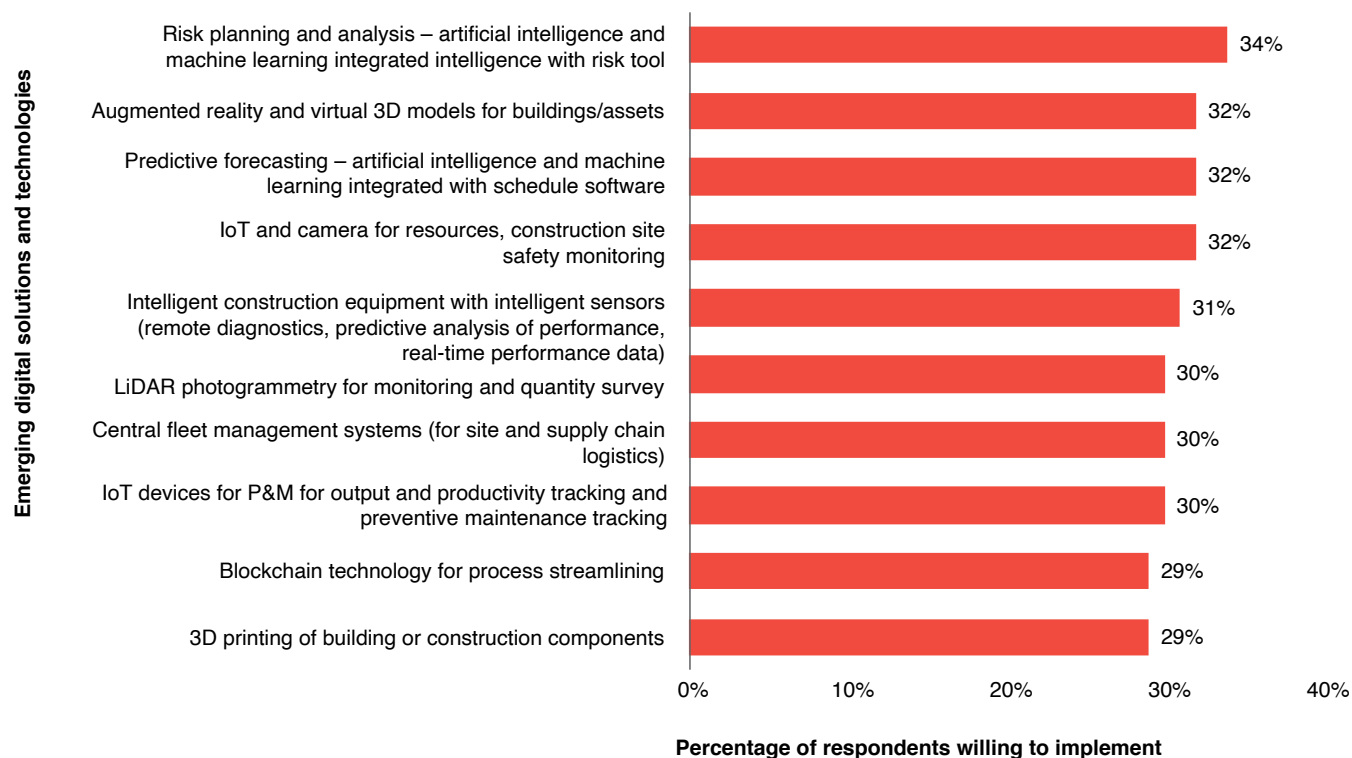 Emerging digital solutions and technologies
Risk planning and analysis – artificial intelligence and
machine learning integrated intelligence with risk tool
34%
Augmented reality and virtual 3D models for buildings/assets
32%
Predictive forecasting – artificial intelligence and machine
learning integrated with schedule software
32%
IoT and camera for resources, construction site
safety monitoring
32%
Intelligent construction equipment with intelligent sensors
(remote diagnostics, predictive analysis of performance,
real-time performance data)
31%
LiDAR photogrammetry for monitoring and quantity survey
30%
Central fleet management systems (for site and supply chain
logistics)
30%
IoT devices for P&M for output and productivity tracking and
preventive maintenance tracking
30%
Blockchain technology for process streamlining
29%
3D printing of building or construction components
29%
0% 10% 20% 30% 40%
Percentage of respondents willing to implement